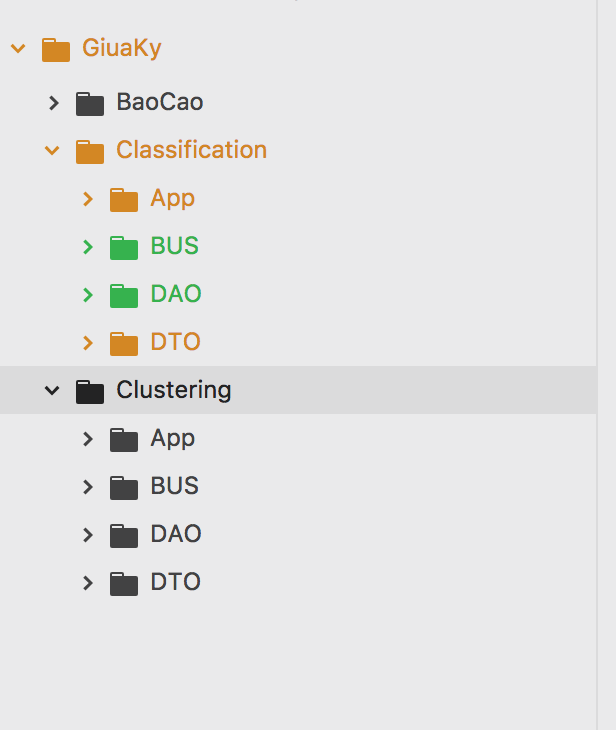 GiuaKy
BaoCao
Classification
App
BUS
DAO
DTO
Clustering
App
BUS
DAO
DTO